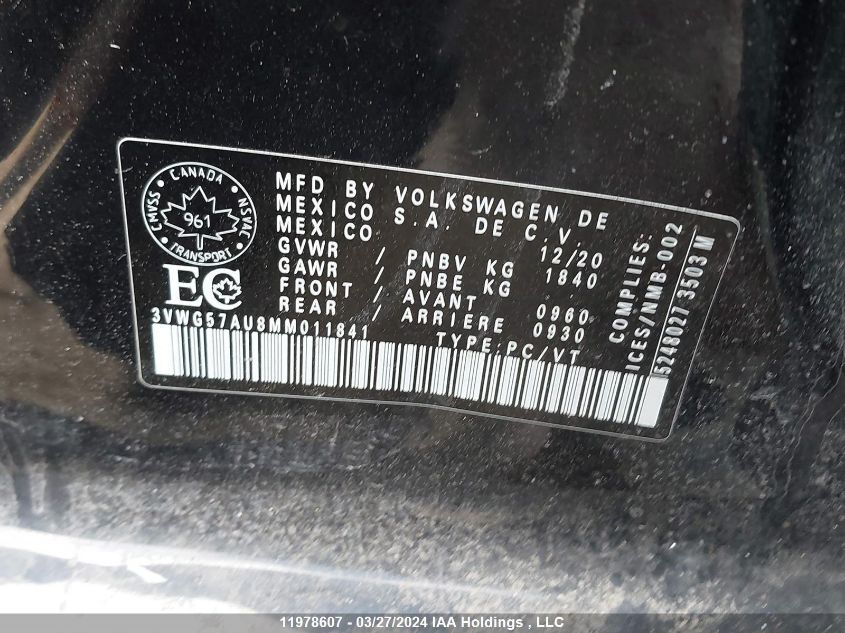 CANADA
CMVSS
961
NSVAC
TRANSPORT
EC
MFD BY VOLKSWAGEN DE
MEXICO S.A. DE C.V.
MEXICO 12/20
GVWR / PNBV KG 1840
GAWR / PNBE KG
FRONT / AVANT 0960
REAR / ARRIERE 0930
3VWG57AU8MM011841 TYPE:PC/VT
COMPLIES:
ICES/NMB-002
5248027 3503 M
11978607 - 03/27/2024 IAA Holdings , LLC